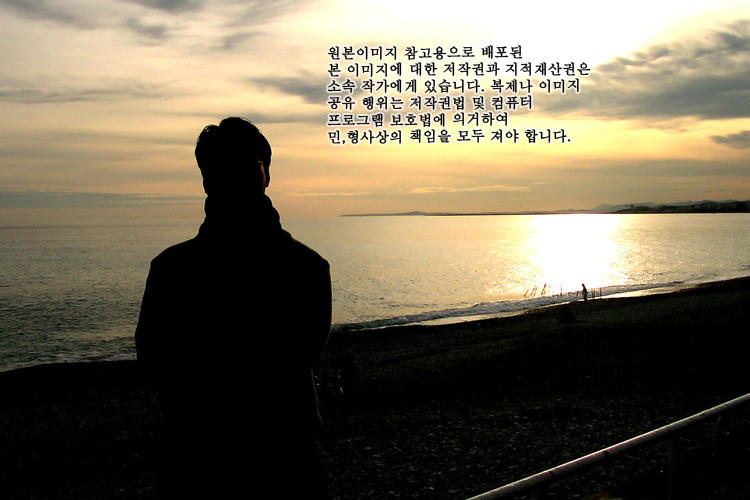 원본이미지 참고용으로 배포된
본 이미지에 대한 저작권과 지적재산권은
소속 작가에게 있습니다. 복제나 이미지
공유 행위는 저작권법 및 컴퓨터
프로그램 보호법에 의거하여
민,형사상의 책임을 모두 져야 합니다.